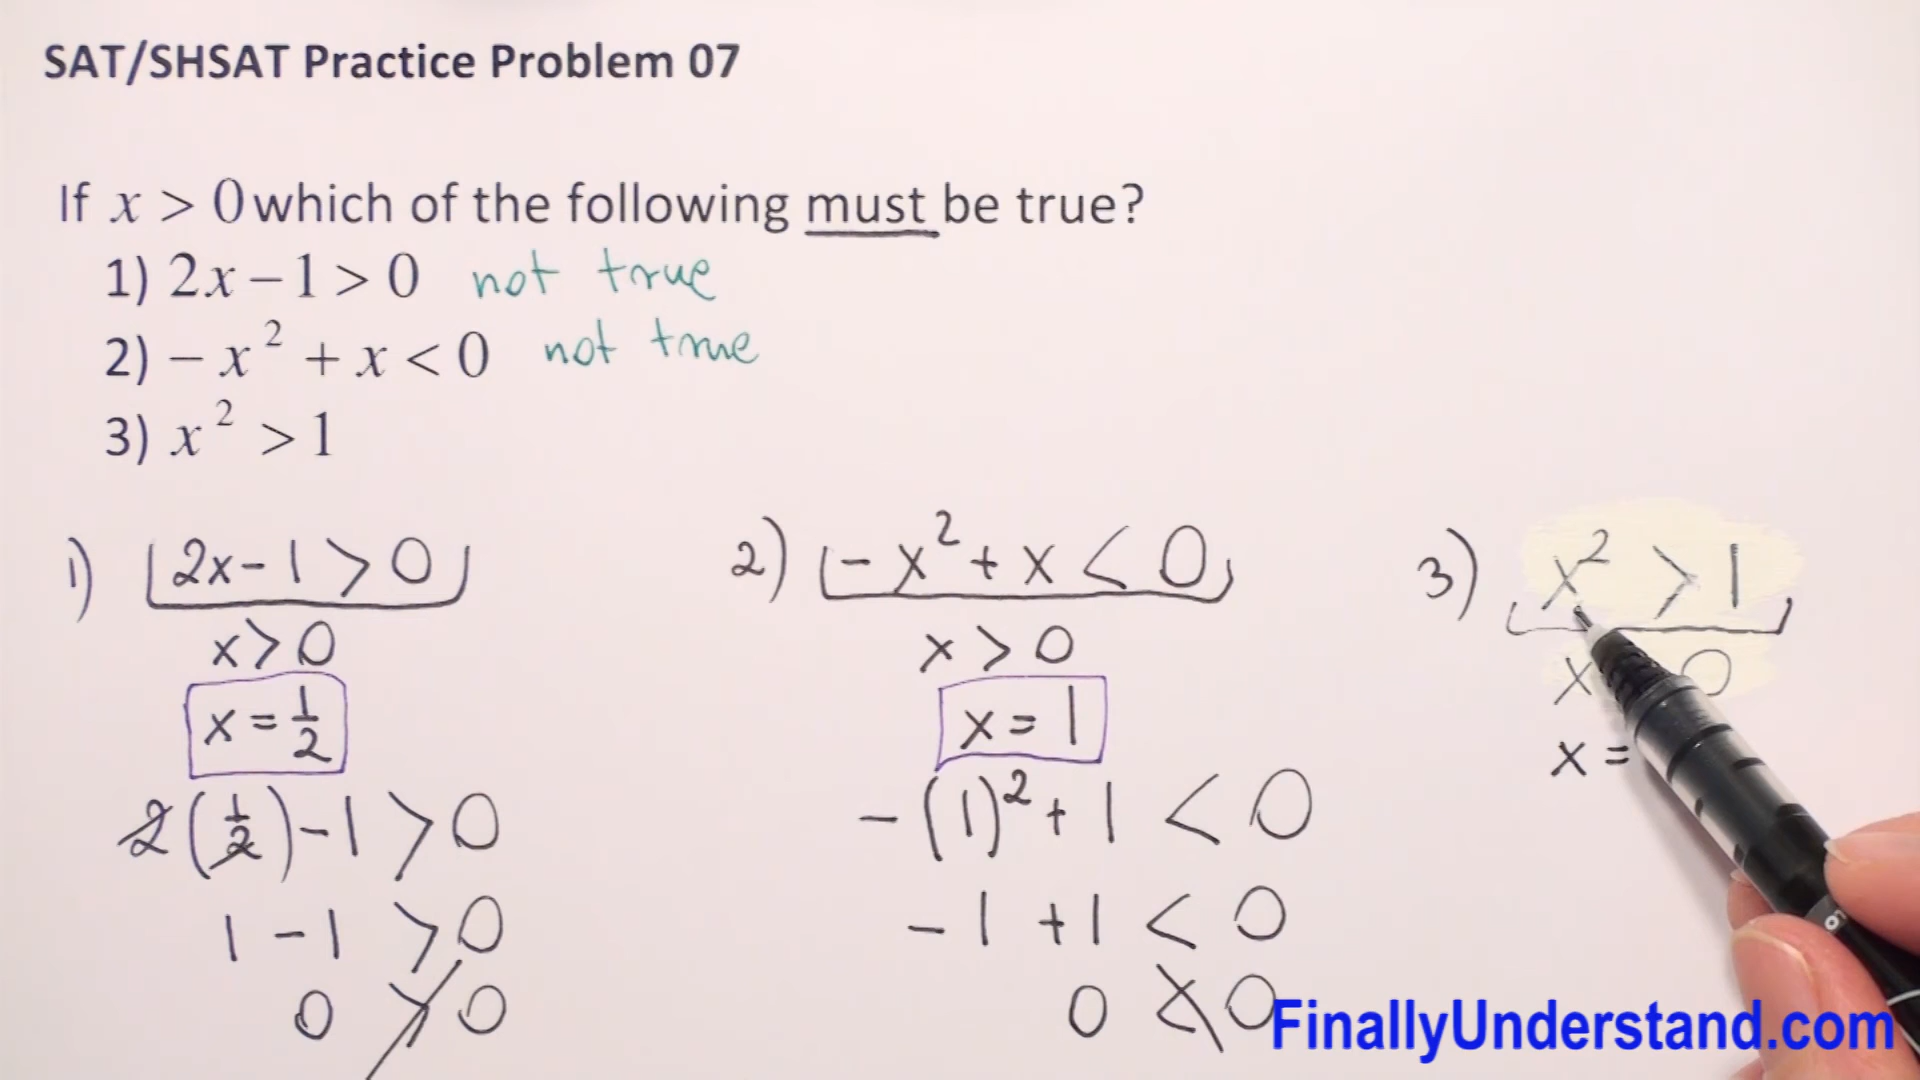 SAT/SHSAT Practice Problem 07
If x > 0 which of the following must be true?
1) 2x – 1 > 0 not true
2) – x² + x < 0 not true
3) x² > 1
1) 2x - 1 > 0
x > 0
x = 1/2
2(1/2) - 1 > 0
1 - 1 > 0
0 ≯ 0
2) - x² + x < 0
x > 0
x = 1
- (1)² + 1 < 0
- 1 + 1 < 0
0 ≮ 0
3) x² > 1
x 0
x =
01
FinallyUnderstand.com